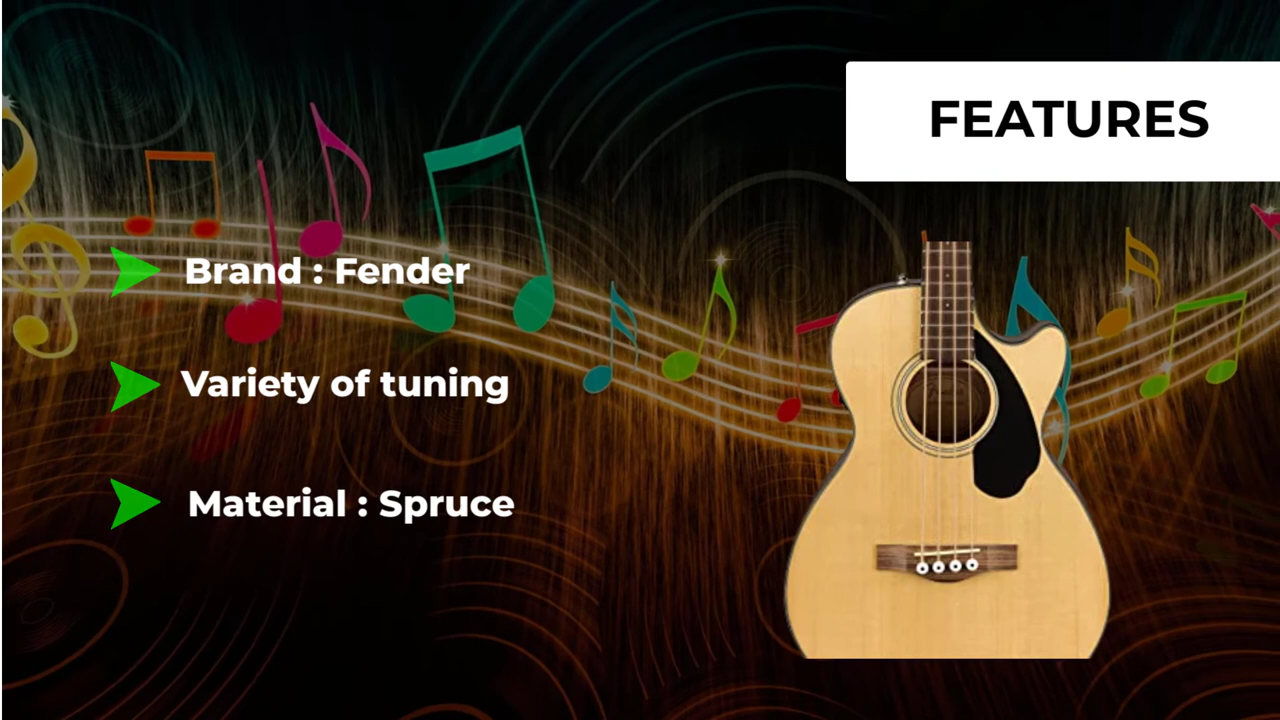 FEATURES
Brand : Fender
Variety of tuning
Material : Spruce